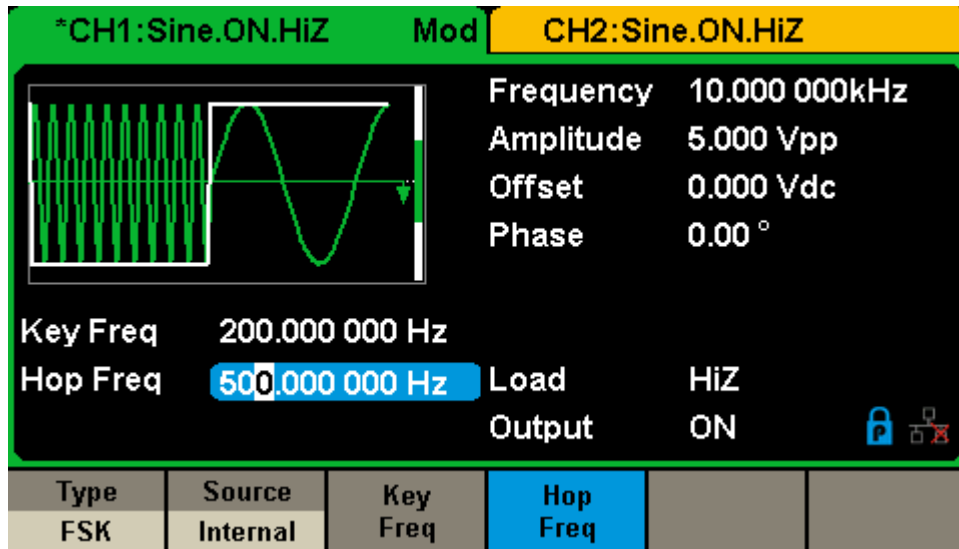 *CH1:Sine.ON.HiZ Mod CH2:Sine.ON.HiZ
Frequency 10.000 000kHz
Amplitude 5.000 Vpp
Offset 0.000 Vdc
Phase 0.00 °
Key Freq 200.000 000 Hz
Hop Freq 500.000 000 Hz Load HiZ
Output ON P
Type Source Key Hop
FSK Internal Freq Freq